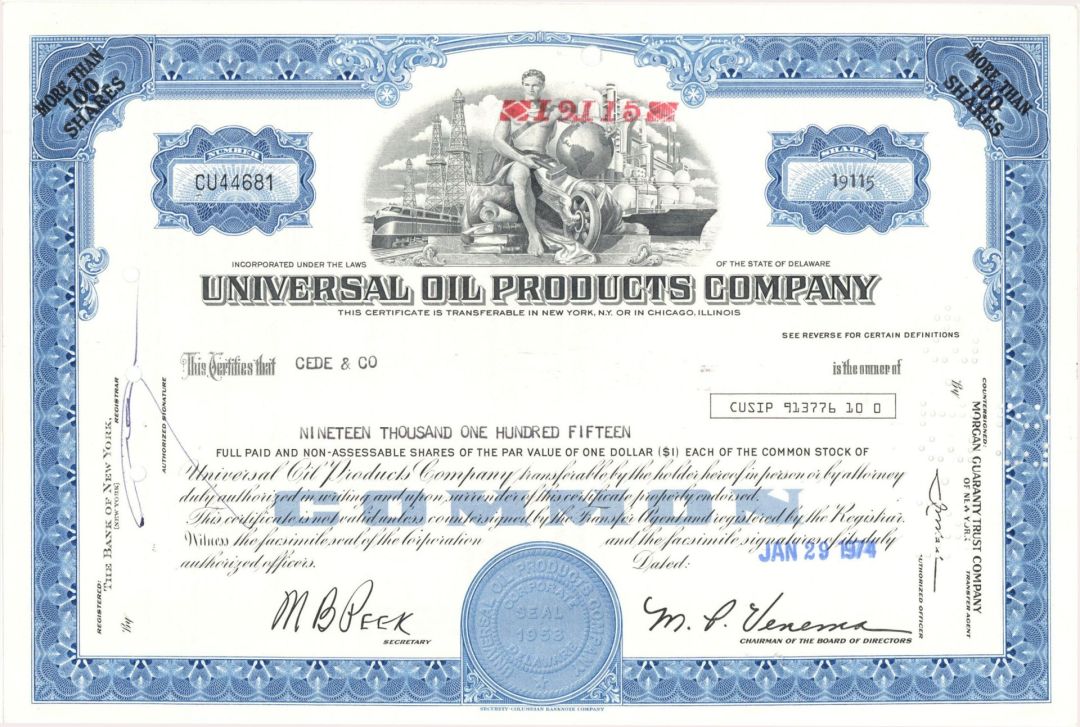 MORE THAN
100
SHARES
MORE THAN
100
SHARES
19115
NUMBER
CU44681
SHARES
19115
INCORPORATED UNDER THE LAWS OF THE STATE OF DELAWARE
UNIVERSAL OIL PRODUCTS COMPANY
THIS CERTIFICATE IS TRANSFERABLE IN NEW YORK, N.Y. OR IN CHICAGO, ILLINOIS
SEE REVERSE FOR CERTAIN DEFINITIONS
This Certifies that CEDE & CO is the owner of
CUSIP 913776 10 0
NINETEEN THOUSAND ONE HUNDRED FIFTEEN
FULL PAID AND NON-ASSESSABLE SHARES OF THE PAR VALUE OF ONE DOLLAR ($1) EACH OF THE COMMON STOCK OF
Universal Oil Products Company transferable by the holder hereof in person or by attorney
duly authorized in writing and upon surrender of this certificate properly endorsed.
COMMON
This certificate is not valid unless countersigned by the Transfer Agent and registered by the Registrar.
Witness the facsimile seal of the Corporation and the facsimile signatures of its duly
authorized officers. Dated: JAN 29 1974
M B Peek
SECRETARY
UNIVERSAL OIL PRODUCTS COMPANY
CORPORATE
SEAL
1958
DELAWARE
M. P. Venema
CHAIRMAN OF THE BOARD OF DIRECTORS
REGISTERED:
THE BANK OF NEW YORK,
(NEW YORK)
REGISTRAR
By
AUTHORIZED SIGNATURE
COUNTERSIGNED:
MORGAN GUARANTY TRUST COMPANY
OF NEW YORK
TRANSFER AGENT
By
AUTHORIZED OFFICER
SECURITY-COLUMBIAN BANKNOTE COMPANY